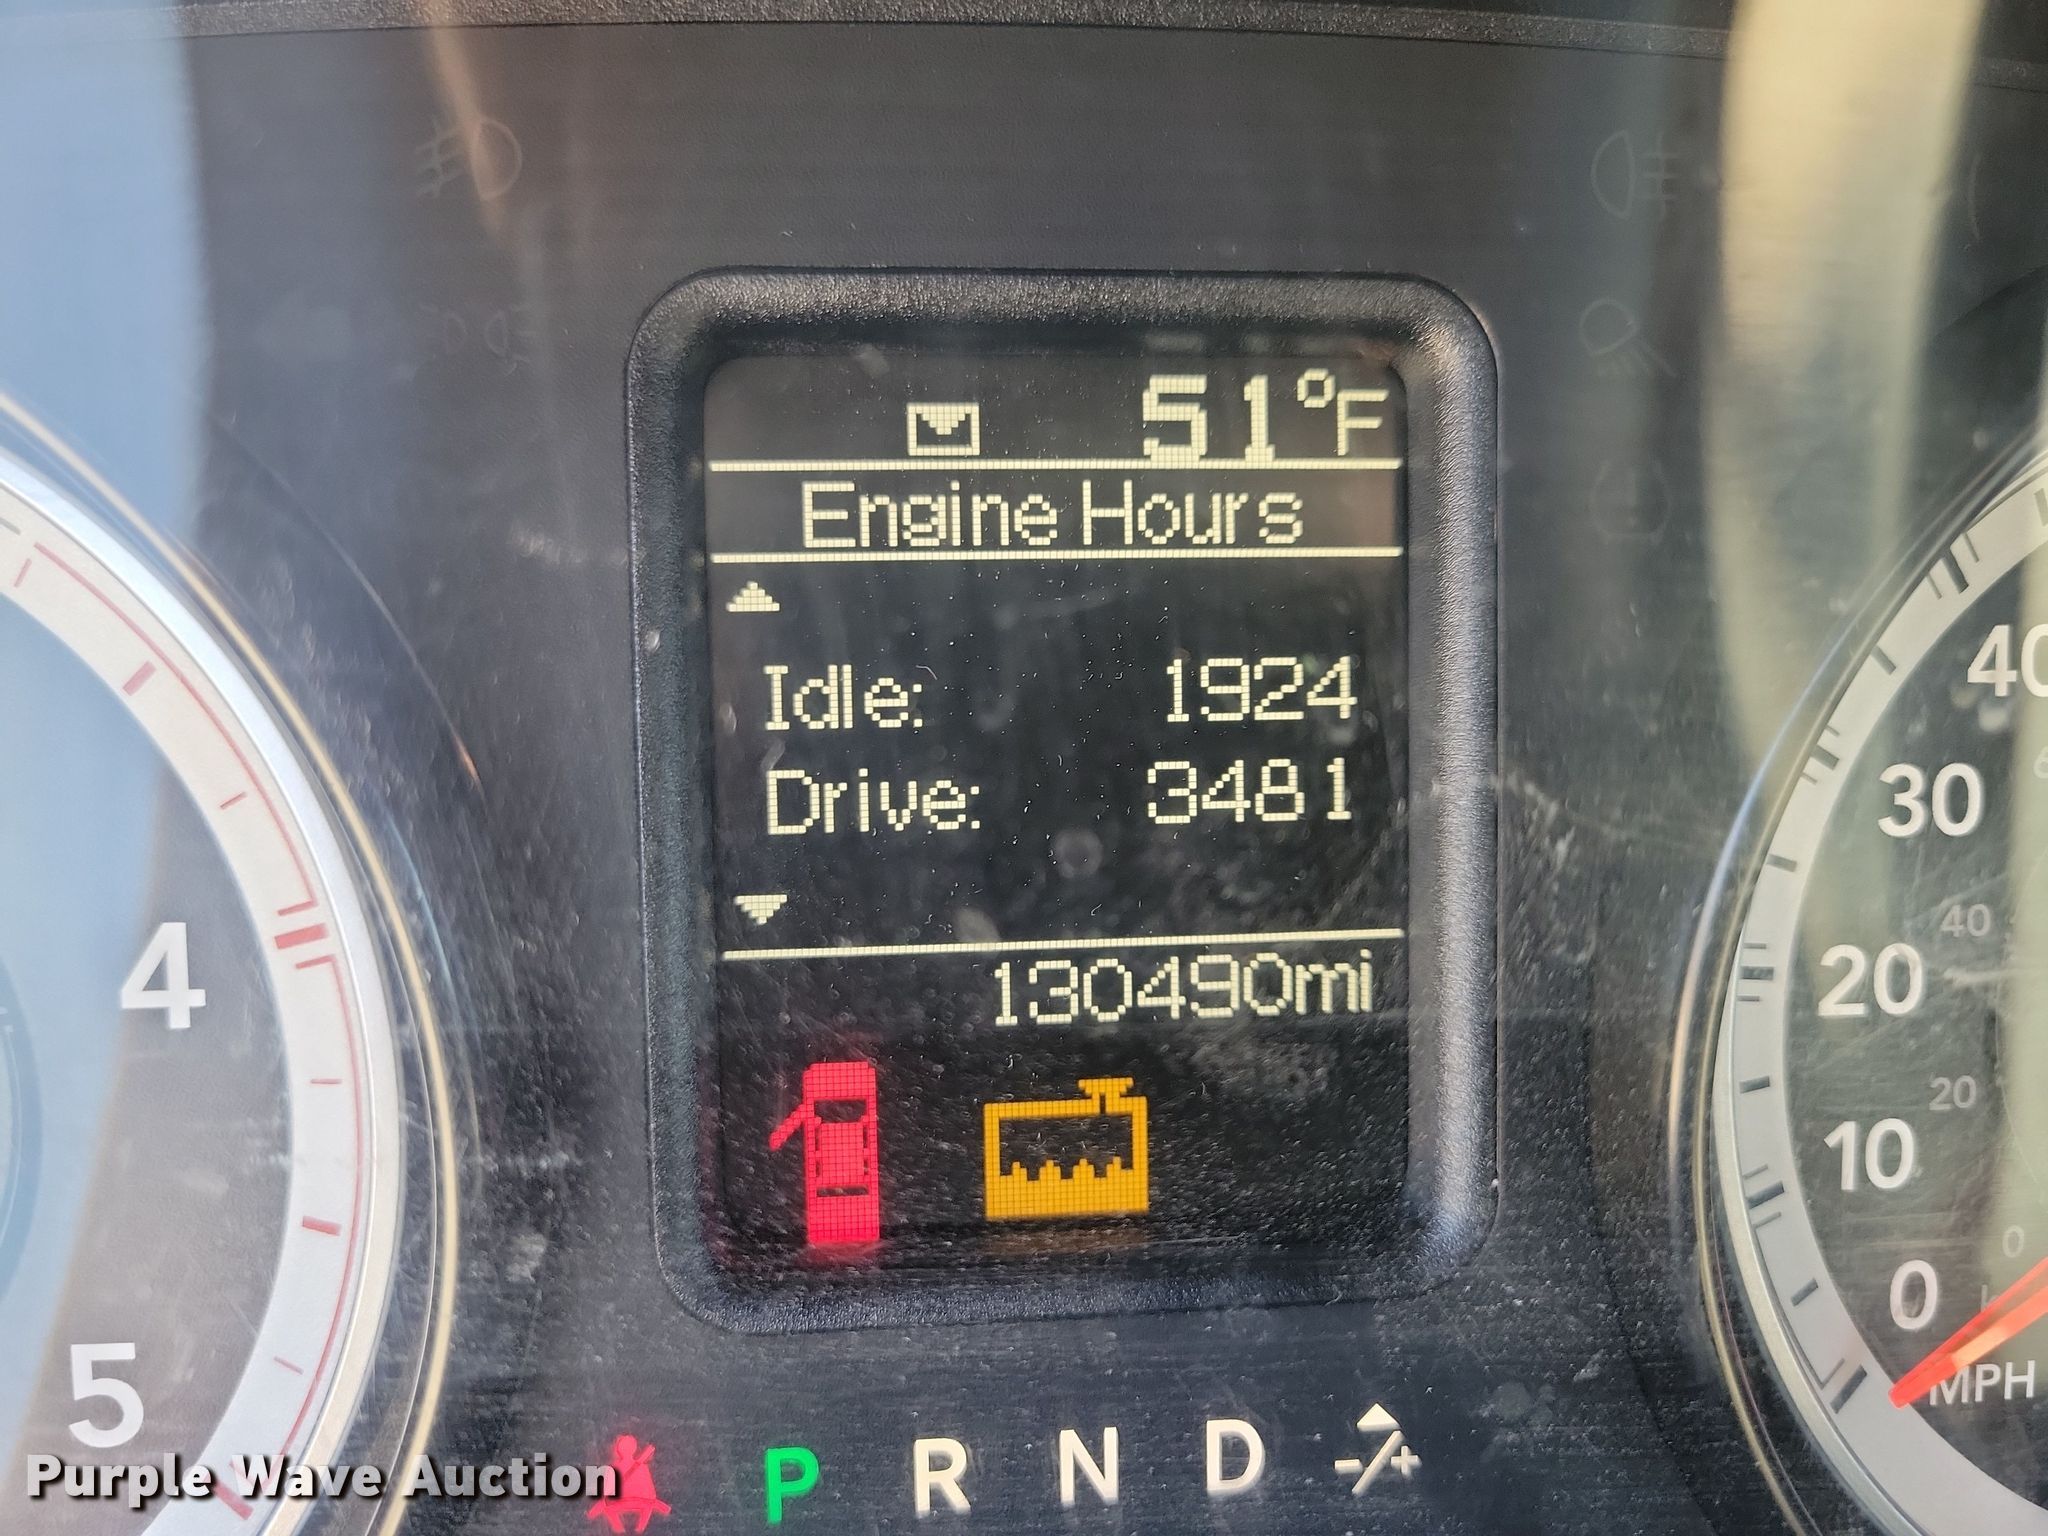 51°F
Engine Hours
Idle: 1924
Drive: 3481
130490mi
4
5
40
30
20
10
0
40
20
0
MPH
P R N D -/+
Purple Wave Auction